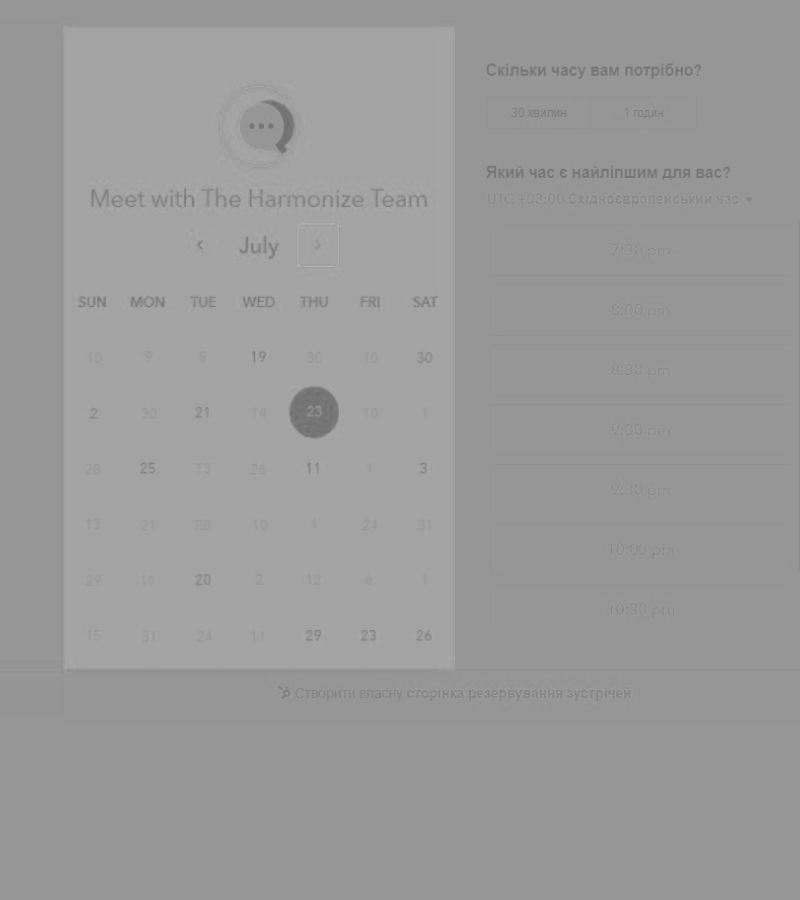 Meet with The Harmonize Team
July
SUN MON TUE WED THU FRI SAT
16 9 5 19 30 10 30
2 30 21 14 23 10 1
28 25 13 26 11 1 3
13 21 28 10 1 24 31
29 11 20 2 12 6 1
15 31 24 11 29 23 26
Скільки часу вам потрібно?
30 хвилин 1 годин
Який час є найліпшим для вас?
UTC +03:00 Східноєвропейський час
7:30 pm
8:00 pm
8:30 pm
9:00 pm
9:30 pm
10:00 pm
10:30 pm
Створити власну сторінка резервування зустрічей